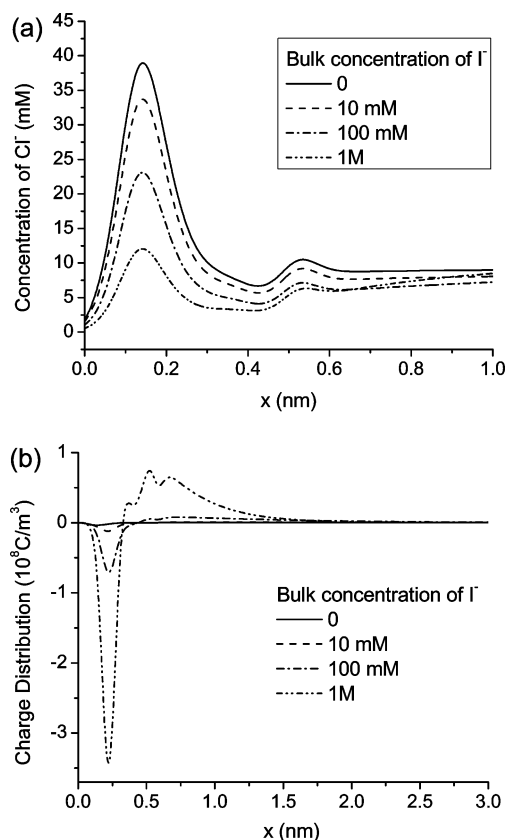 (a)
45
40
35
30
25
20
15
10
5
0
Concentration of Cl⁻ (mM)
Bulk concentration of I⁻
0
10 mM
100 mM
1M
0.0 0.2 0.4 0.6 0.8 1.0
x (nm)
(b)
1
0
-1
-2
-3
Charge Distribution (10⁸C/m³)
Bulk concentration of I⁻
0
10 mM
100 mM
1M
0.0 0.5 1.0 1.5 2.0 2.5 3.0
x (nm)